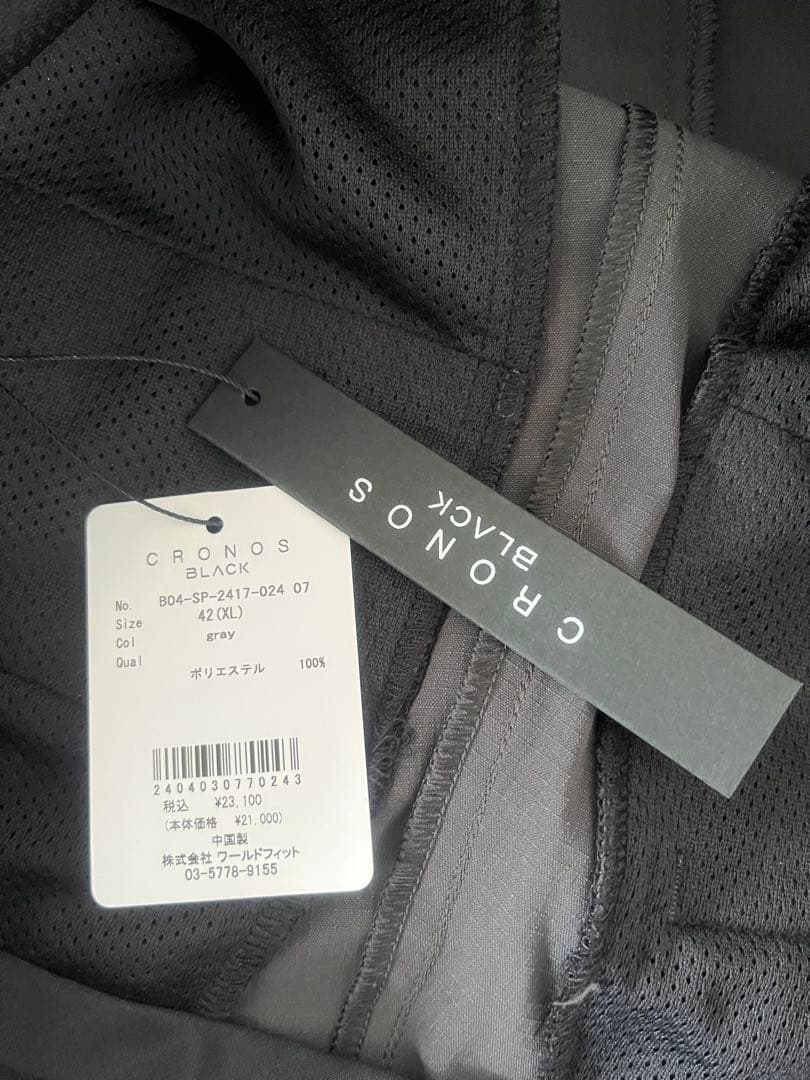 CRONOS
BLACK
No. B04-SP-2417-024 07
Size 42(XL)
Col gray
Qual
ポリエステル 100%
2404030770243
税込 ¥23,100
(本体価格 ¥21,000)
中国製
株式会社 ワールドフィット
03-5778-9155
CRONOS
BLACK